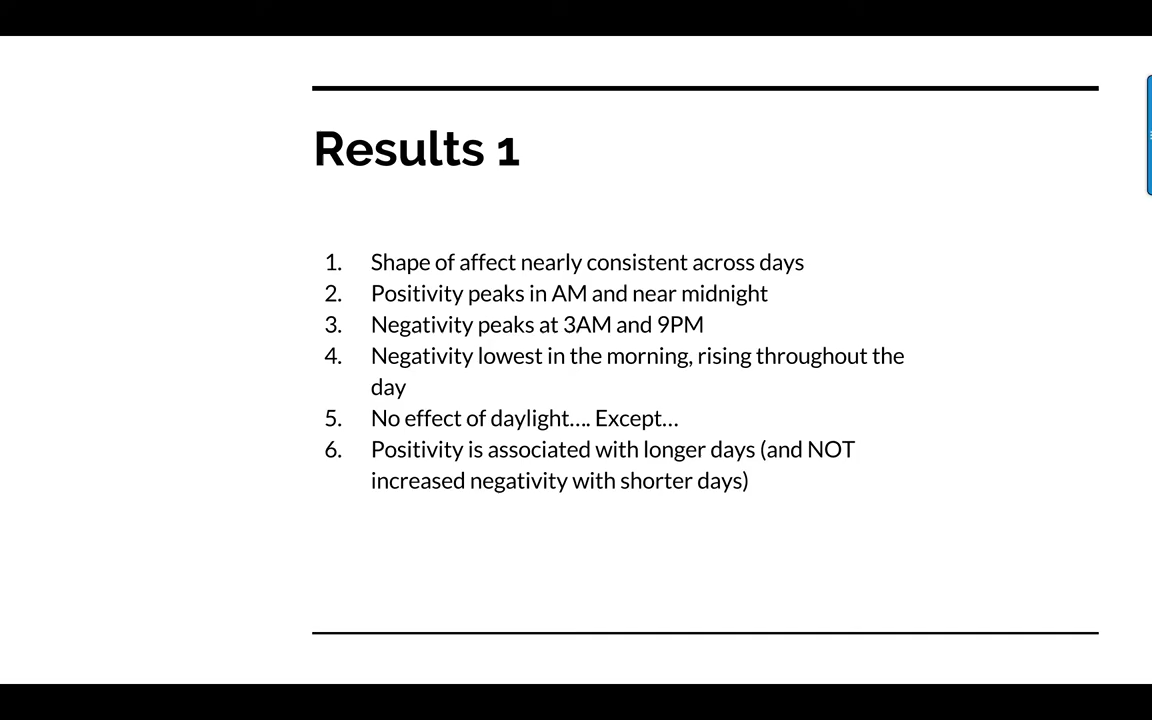 Results 1
1. Shape of affect nearly consistent across days
2. Positivity peaks in AM and near midnight
3. Negativity peaks at 3AM and 9PM
4. Negativity lowest in the morning, rising throughout the
day
5. No effect of daylight.... Except...
6. Positivity is associated with longer days (and NOT
increased negativity with shorter days)